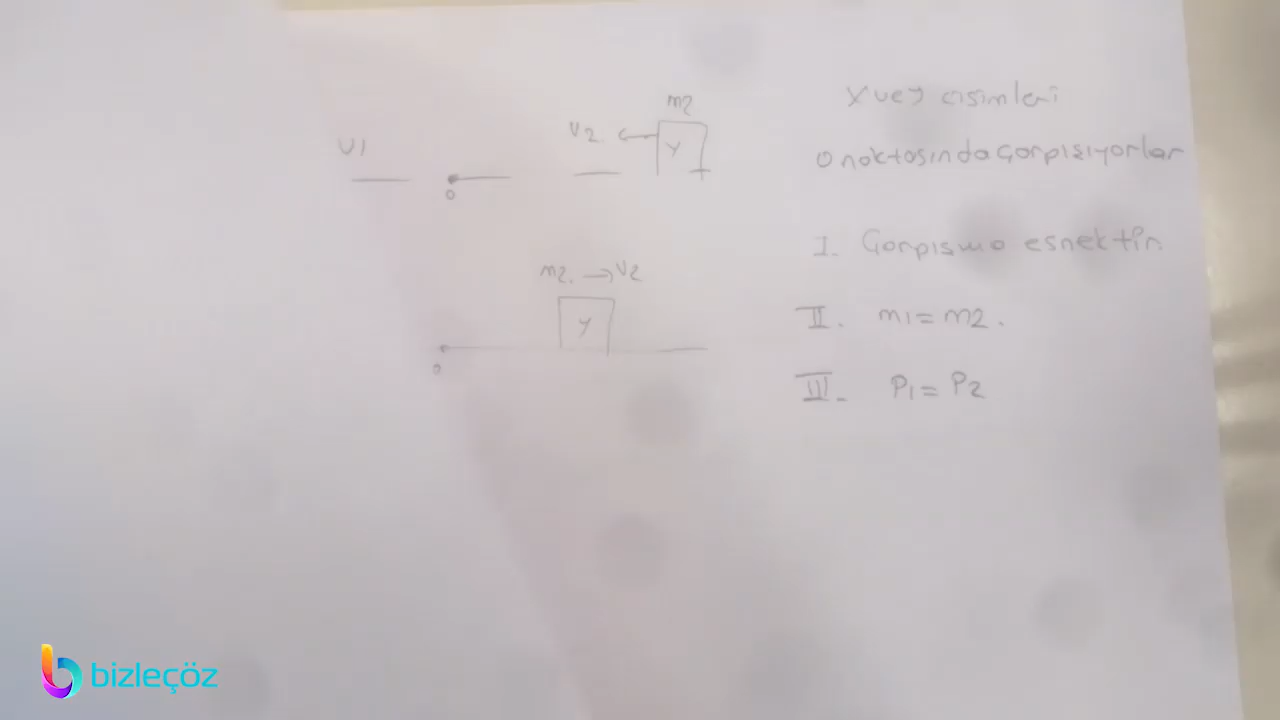 m2
V1
V2
Y
O
m2. → V2
Y
O
X ve y cisimleri
O noktasında Çarpışıyorlar
I. Çarpışma esnektir.
II. m1 = m2.
III. P1 = P2
bizleçöz